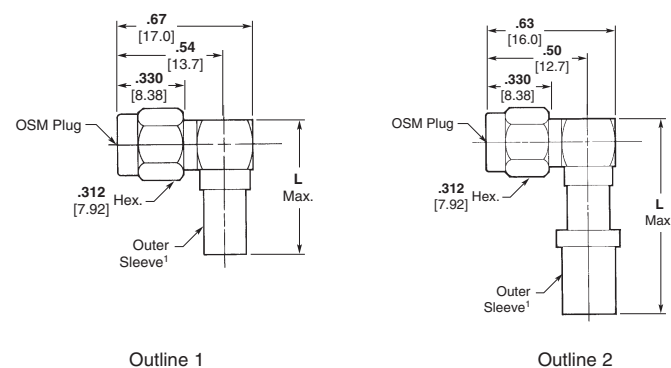 .67
[17.0]
.54
[13.7]
.330
[8.38]
OSM Plug
.312
[7.92]
Hex.
L
Max.
Outer
Sleeve1
Outline 1
.63
[16.0]
.50
[12.7]
.330
[8.38]
OSM Plug
.312
[7.92]
Hex.
L
Max
Outer
Sleeve1
Outline 2